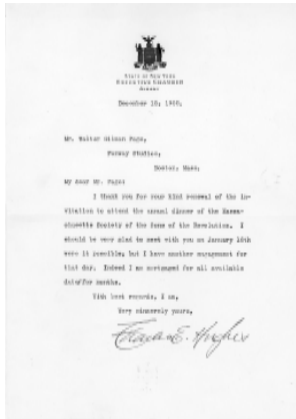 State of New York
Executive Chamber
Albany
December 18, 1908.
Mr. Walter Gilman Page,
Fenway Studios,
Boston, Mass.
My dear Mr. Page:
I thank you for your kind renewal of the in-
vitation to attend the annual dinner of the Massa-
chusetts Society of the Sons of the Revolution. I
should be very glad to meet with you on January 18th
were it possible, but I have another engagement for
that day. Indeed I am engaged for all available
dates for months.
With best regards, I am,
Very sincerely yours,
Charles E. Hughes